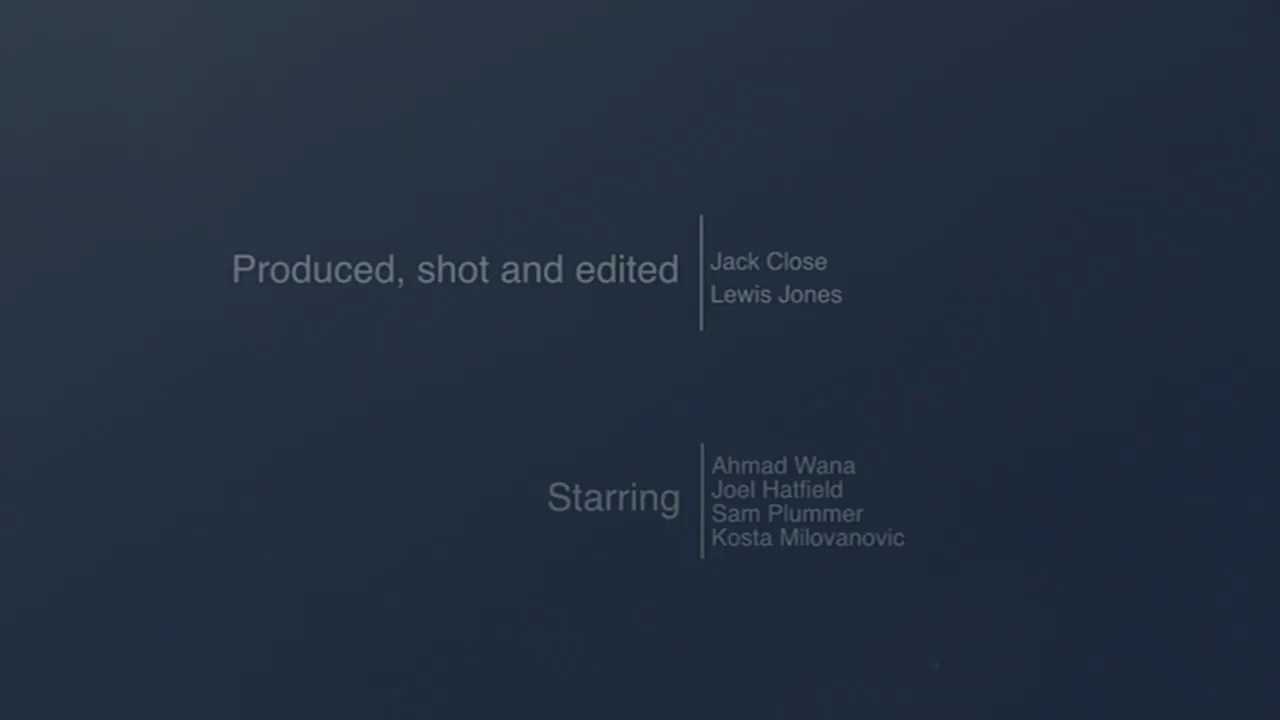 Produced, shot and edited
Jack Close
Lewis Jones
Starring
Ahmad Wana
Joel Hatfield
Sam Plummer
Kosta Milovanovic